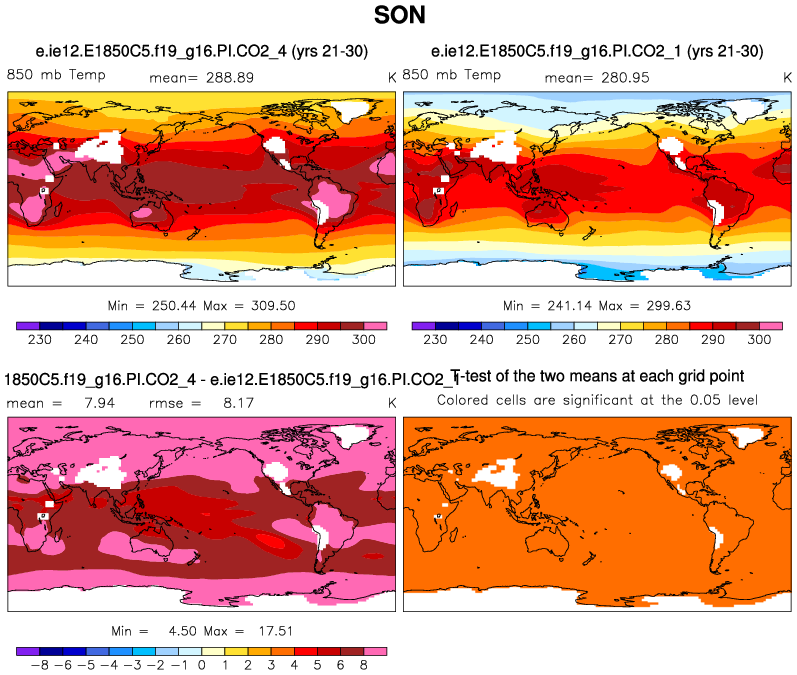 SON
e.ie12.E1850C5.f19_g16.PI.CO2_4 (yrs 21-30)
e.ie12.E1850C5.f19_g16.PI.CO2_1 (yrs 21-30)
850 mb Temp mean= 288.89 K
850 mb Temp mean= 280.95 K
Min = 250.44 Max = 309.50
Min = 241.14 Max = 299.63
230 240 250 260 270 280 290 300
230 240 250 260 270 280 290 300
1850C5.f19_g16.PI.CO2_4 - e.ie12.E1850C5.f19_g16.PI.CO2_
T-test of the two means at each grid point
mean = 7.94 rmse = 8.17 K
Colored cells are significant at the 0.05 level
Min = 4.50 Max = 17.51
-8 -6 -5 -4 -3 -2 -1 0 1 2 3 4 5 6 8